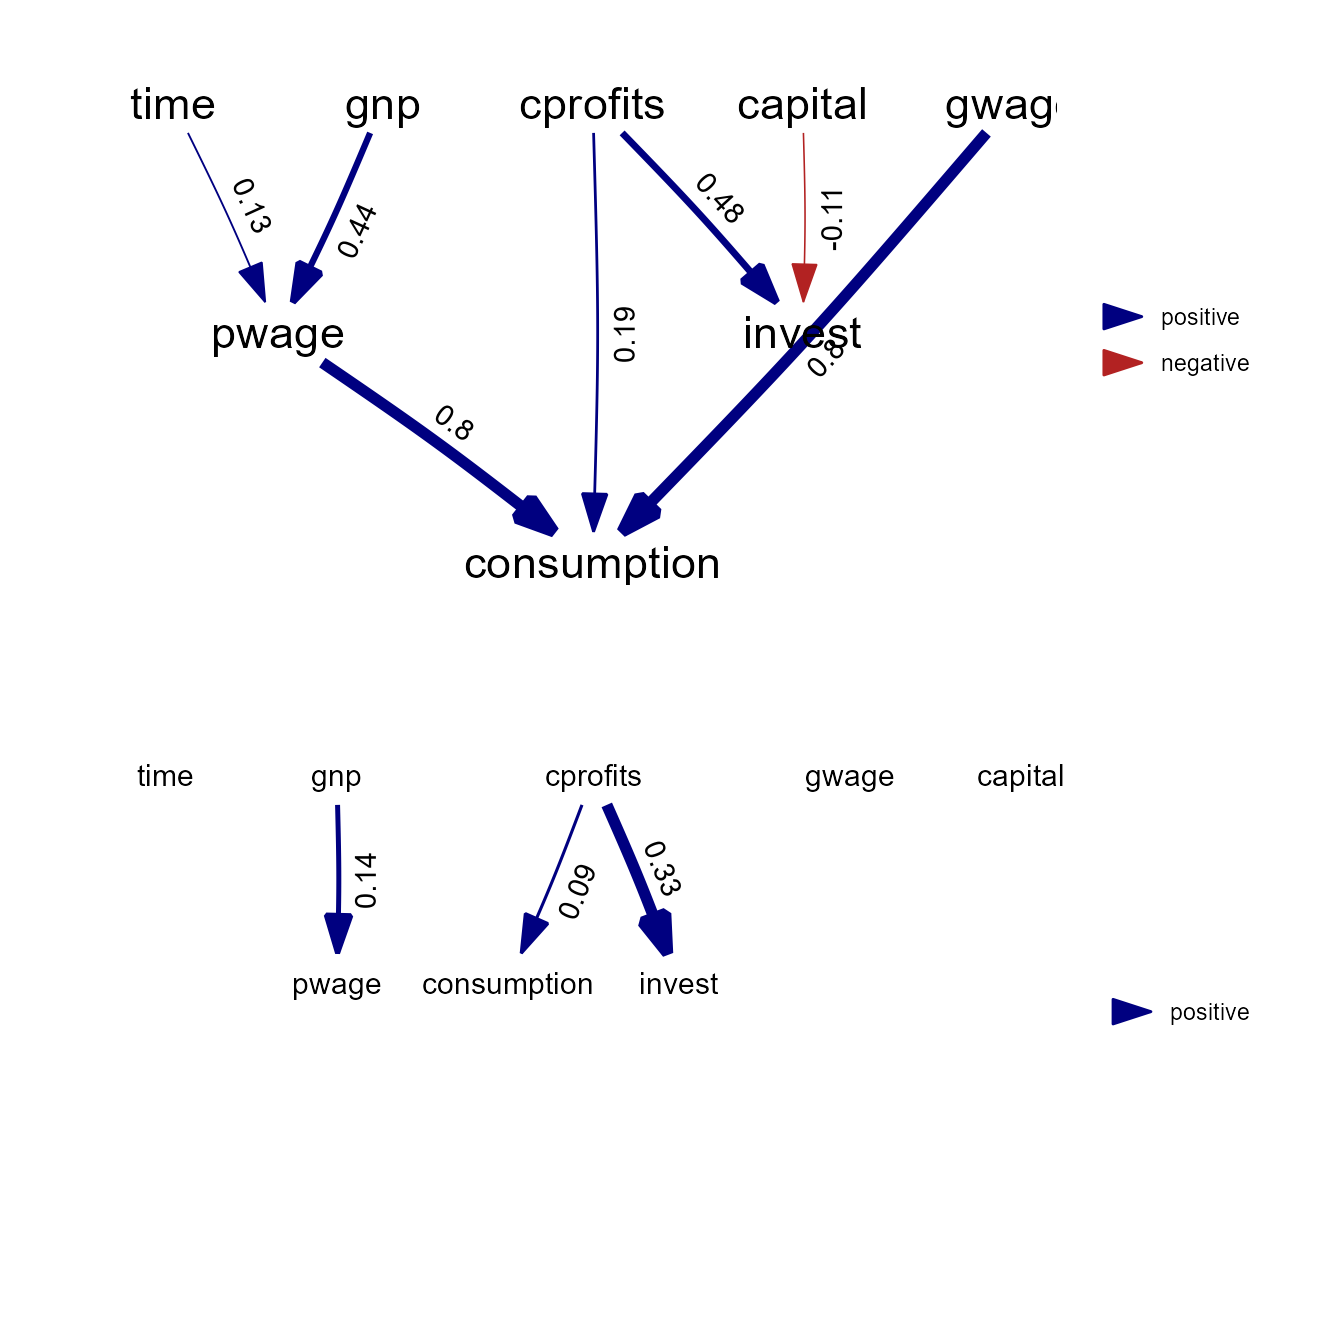 time gnp cprofits capital gwag
0.13 0.44 0.48 -0.11
pwage 0.19 invest 0.8
positive
negative
0.8
consumption
time gnp cprofits gwage capital
0.14 0.09 0.33
pwage consumption invest
positive